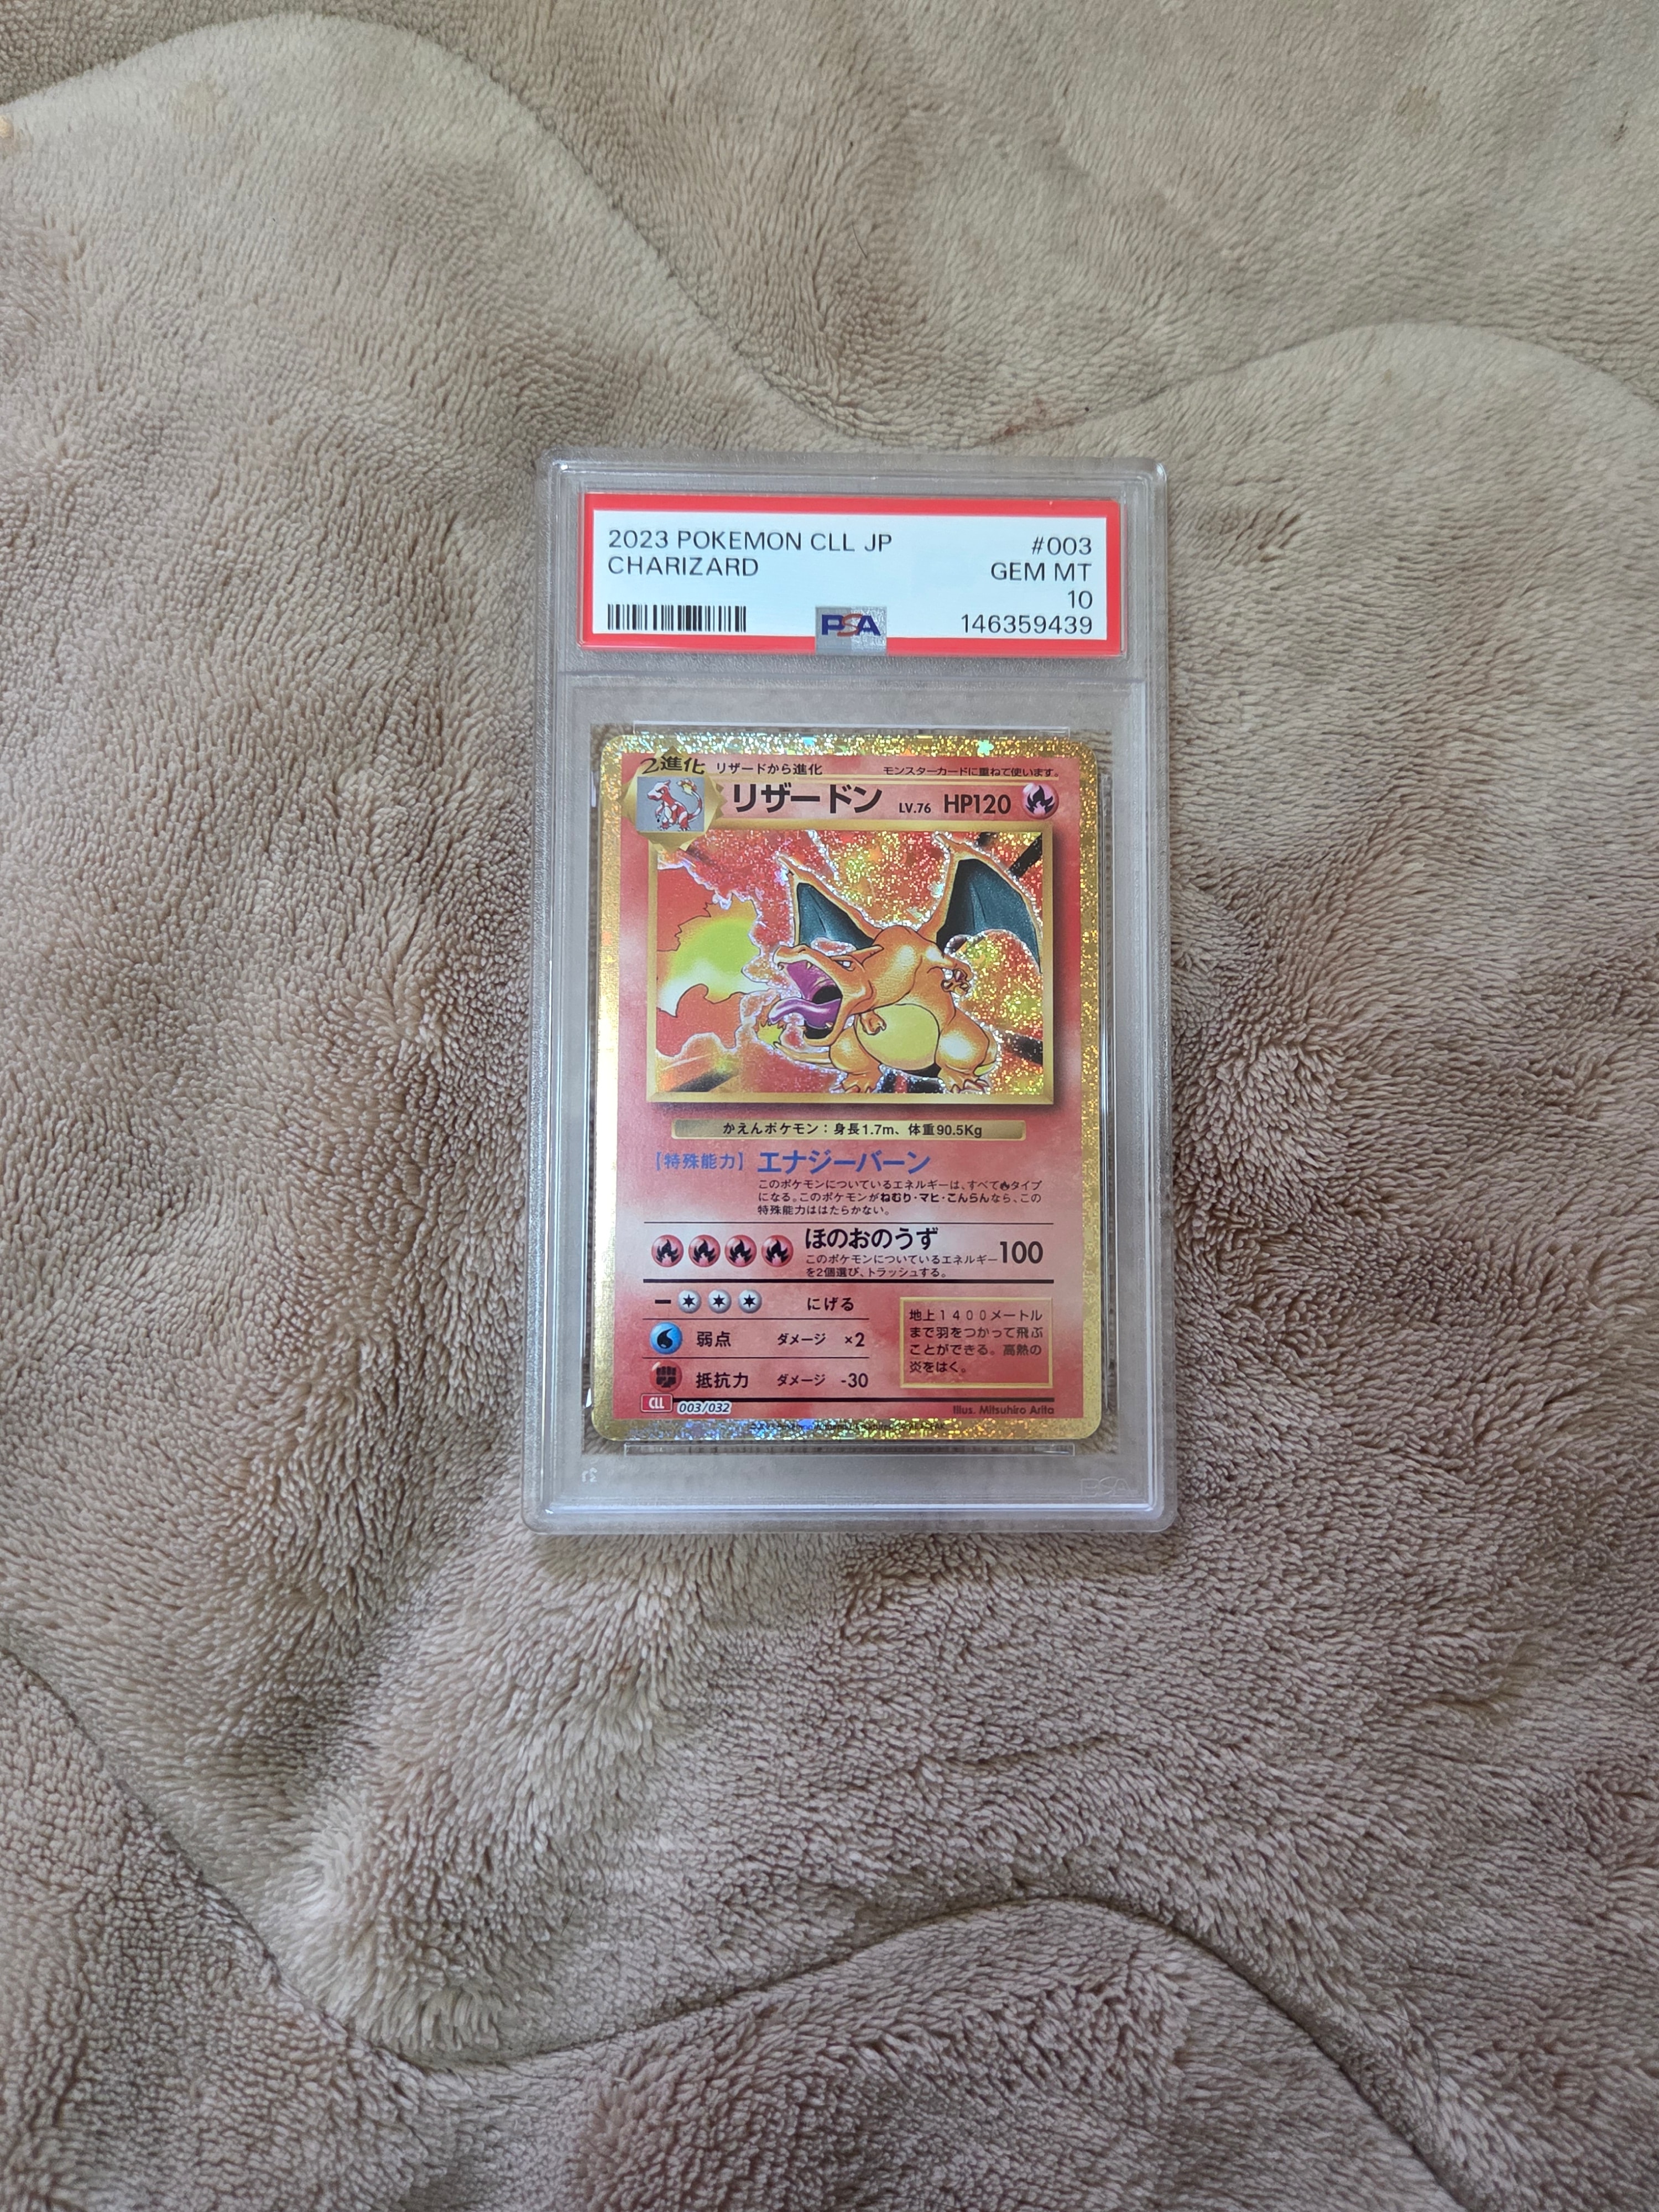 2023 POKEMON CLL JP #003
CHARIZARD GEM MT
10
PSA 146359439
2進化 リザードから進化 モンスターカードに重ねて使います。
リザードン LV.76 HP120
かえんポケモン：身長1.7m、体重90.5Kg
【特殊能力】 エナジーバーン
このポケモンについているエネルギーは、すべてタイプ
になる。このポケモンがねむり・マヒ・こんらんなら、この
特殊能力ははたらかない。
ほのおのうず 100
このポケモンについているエネルギー
を2個選び、トラッシュする。
にげる
弱点 ダメージ ×2
抵抗力 ダメージ -30
地上1400メートル
まで羽をつかって飛ぶ
ことができる。高熱の
炎をはく。
CLL 003/032 Illus. Mitsuhiro Arita
PSA